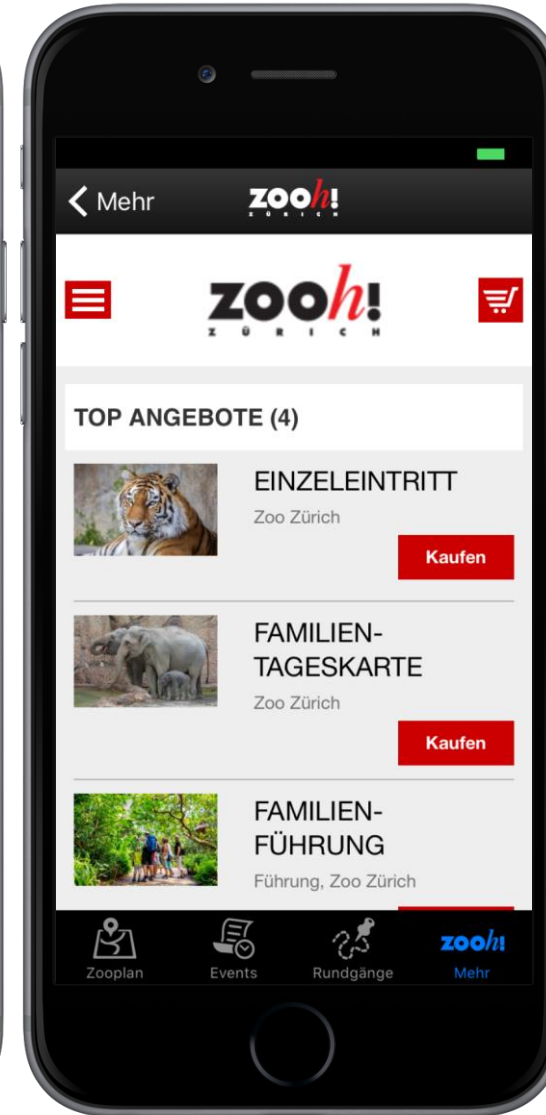 Mehr
zooh!
ZÜRICH
zooh!
ZÜRICH
TOP ANGEBOTE (4)
EINZELEINTRITT
Zoo Zürich
Kaufen
FAMILIEN-
TAGESKARTE
Zoo Zürich
Kaufen
FAMILIEN-
FÜHRUNG
Führung, Zoo Zürich
Zooplan
Events
Rundgänge
zooh!
Mehr